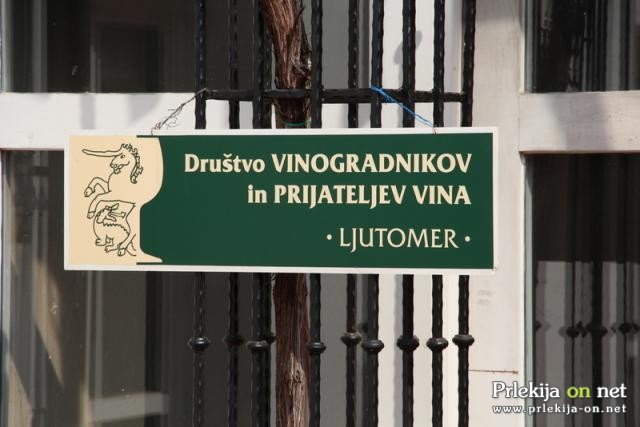 Društvo VINOGRADNIKOV
in PRIJATELJEV VINA
· LJUTOMER ·
Prlekija on net
www.prlekija-on.net